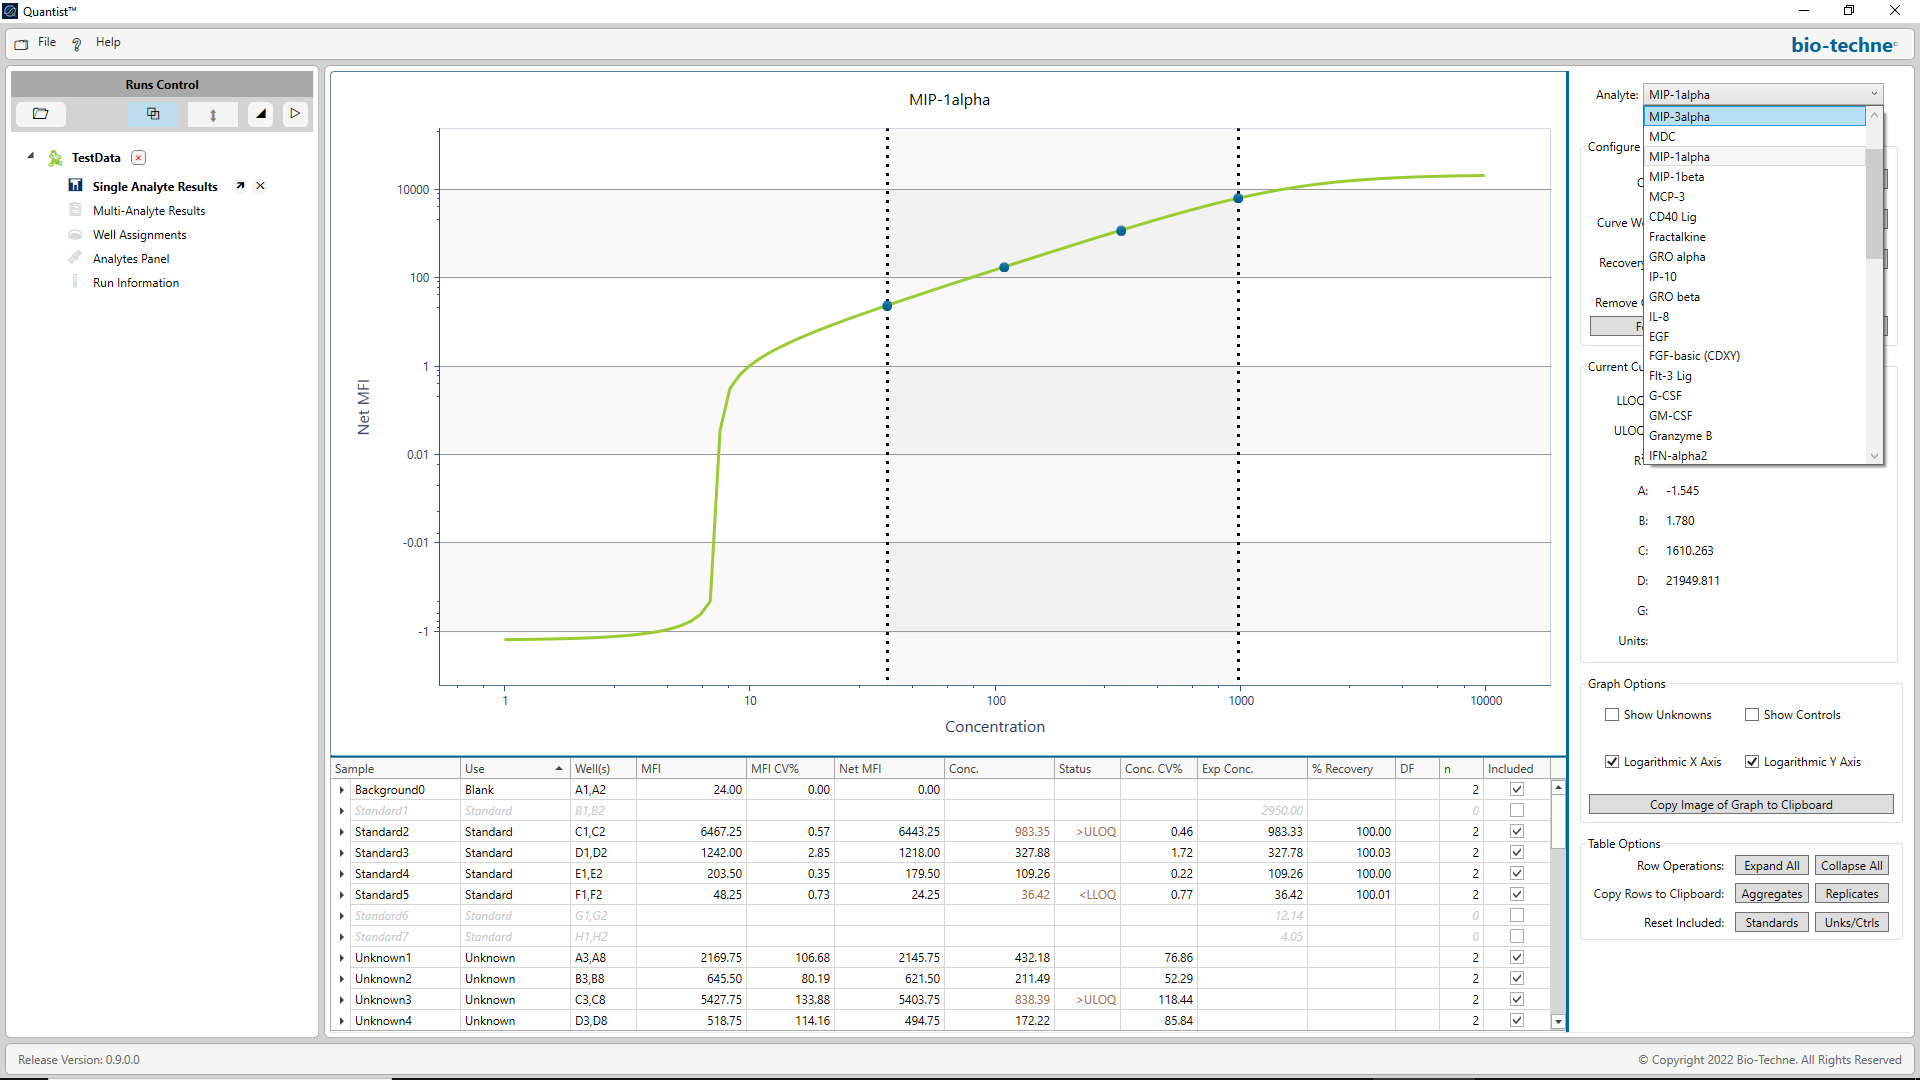 Quantist™
File
Help
bio-techne
Runs Control
TestData
Single Analyte Results
Multi-Analyte Results
Well Assignments
Analytes Panel
Run Information
MIP-1alpha
10000
100
1
0.01
-0.01
-1
Net MFI
1
10
100
1000
10000
Concentration
Analyte: MIP-1alpha
MIP-3alpha
MDC
MIP-1alpha
MIP-1beta
MCP-3
CD40 Lig
Fractalkine
GRO alpha
IP-10
GRO beta
IL-8
EGF
FGF-basic (CDXY)
Flt-3 Lig
G-CSF
GM-CSF
Granzyme B
IFN-alpha2
Configure
Curve W
Recovery
Remove
Current Cu
LLOQ
ULOQ
A: -1.545
B: 1.780
C: 1610.263
D: 21949.811
G:
Units:
Graph Options
Show Unknowns
Show Controls
Logarithmic X Axis
Logarithmic Y Axis
Copy Image of Graph to Clipboard
Table Options
Row Operations: Expand All Collapse All
Copy Rows to Clipboard: Aggregates Replicates
Reset Included: Standards Unks/Ctrls
Sample Use Well(s) MFI MFI CV% Net MFI Conc. Status Conc. CV% Exp Conc. % Recovery DF n Included
Background0 Blank A1,A2 24.00 0.00 0.00 2
Standard1 Standard B1,B2 2950.00 0
Standard2 Standard C1,C2 6467.25 0.57 6443.25 983.35 >ULOQ 0.46 983.33 100.00 2
Standard3 Standard D1,D2 1242.00 2.85 1218.00 327.88 1.72 327.78 100.03 2
Standard4 Standard E1,E2 203.50 0.35 179.50 109.26 0.22 109.26 100.00 2
Standard5 Standard F1,F2 48.25 0.73 24.25 36.42 <LLOQ 0.77 36.42 100.01 2
Standard6 Standard G1,G2 12.14 0
Standard7 Standard H1,H2 4.05 0
Unknown1 Unknown A3,A8 2169.75 106.68 2145.75 432.18 76.86 2
Unknown2 Unknown B3,B8 645.50 80.19 621.50 211.49 52.29 2
Unknown3 Unknown C3,C8 5427.75 133.88 5403.75 838.39 >ULOQ 118.44 2
Unknown4 Unknown D3,D8 518.75 114.16 494.75 172.22 85.84 2
Release Version: 0.9.0.0
© Copyright 2022 Bio-Techne. All Rights Reserved